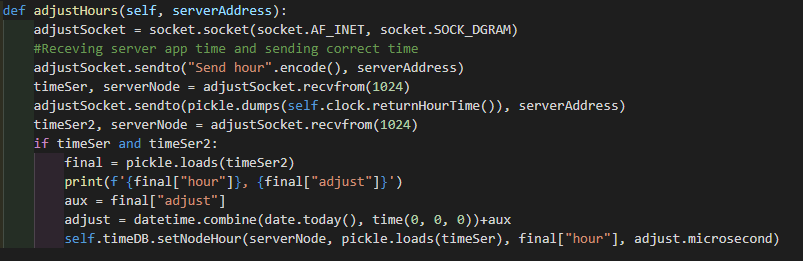 def adjustHours(self, serverAddress):
    adjustSocket = socket.socket(socket.AF_INET, socket.SOCK_DGRAM)
    #Receving server app time and sending correct time
    adjustSocket.sendto("Send hour".encode(), serverAddress)
    timeSer, serverNode = adjustSocket.recvfrom(1024)
    adjustSocket.sendto(pickle.dumps(self.clock.returnHourTime()), serverAddress)
    timeSer2, serverNode = adjustSocket.recvfrom(1024)
    if timeSer and timeSer2:
        final = pickle.loads(timeSer2)
        print(f'{final["hour"]}, {final["adjust"]}')
        aux = final["adjust"]
        adjust = datetime.combine(date.today(), time(0, 0, 0))+aux
        self.timeDB.setNodeHour(serverNode, pickle.loads(timeSer), final["hour"], adjust.microsecond)